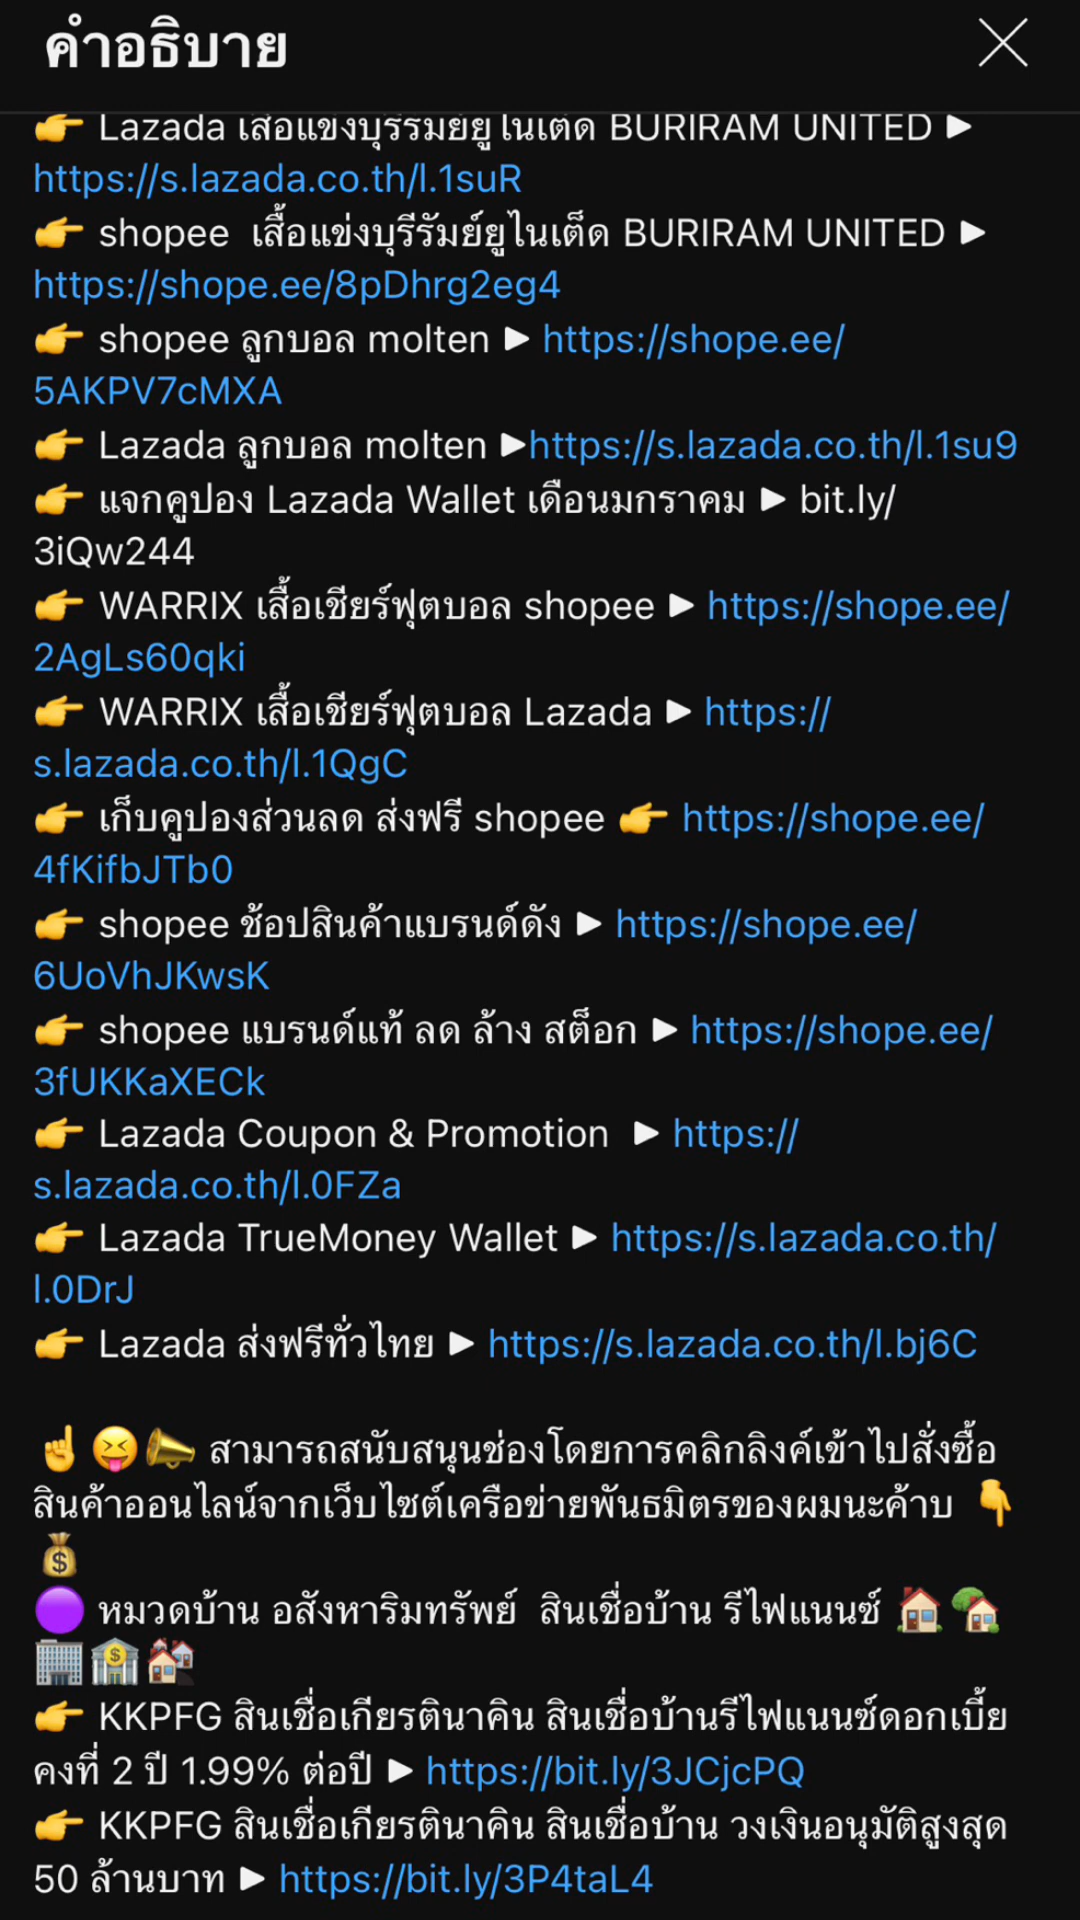 คำอธิบาย
👉 Lazada เสื้อแข่งบุรีรัมย์ยูไนเต็ด BURIRAM UNITED ▶
https://s.lazada.co.th/l.1suR
👉 shopee เสื้อแข่งบุรีรัมย์ยูไนเต็ด BURIRAM UNITED ▶
https://shope.ee/8pDhrg2eg4
👉 shopee ลูกบอล molten ▶ https://shope.ee/
5AKPV7cMXA
👉 Lazada ลูกบอล molten ▶https://s.lazada.co.th/l.1su9
👉 แจกคูปอง Lazada Wallet เดือนมกราคม ▶ bit.ly/
3iQw244
👉 WARRIX เสื้อเชียร์ฟุตบอล shopee ▶ https://shope.ee/
2AgLs60qki
👉 WARRIX เสื้อเชียร์ฟุตบอล Lazada ▶ https://
s.lazada.co.th/l.1QgC
👉 เก็บคูปองส่วนลด ส่งฟรี shopee 👉 https://shope.ee/
4fKifbJTb0
👉 shopee ช้อปสินค้าแบรนด์ดัง ▶ https://shope.ee/
6UoVhJKwsK
👉 shopee แบรนด์แท้ ลด ล้าง สต็อก ▶ https://shope.ee/
3fUKKaXECk
👉 Lazada Coupon & Promotion ▶ https://
s.lazada.co.th/l.0FZa
👉 Lazada TrueMoney Wallet ▶ https://s.lazada.co.th/
l.0DrJ
👉 Lazada ส่งฟรีทั่วไทย ▶ https://s.lazada.co.th/l.bj6C
☝️😝📣 สามารถสนับสนุนช่องโดยการคลิกลิงค์เข้าไปสั่งซื้อ
สินค้าออนไลน์จากเว็บไซต์เครือข่ายพันธมิตรของผมนะค้าบ 👇
💰
🟣 หมวดบ้าน อสังหาริมทรัพย์ สินเชื่อบ้าน รีไฟแนนซ์ 🏠🏡
🏢🏦🏘️
👉 KKPFG สินเชื่อเกียรตินาคิน สินเชื่อบ้านรีไฟแนนซ์ดอกเบี้ย
คงที่ 2 ปี 1.99% ต่อปี ▶ https://bit.ly/3JCjcPQ
👉 KKPFG สินเชื่อเกียรตินาคิน สินเชื่อบ้าน วงเงินอนุมัติสูงสุด
50 ล้านบาท ▶ https://bit.ly/3P4taL4